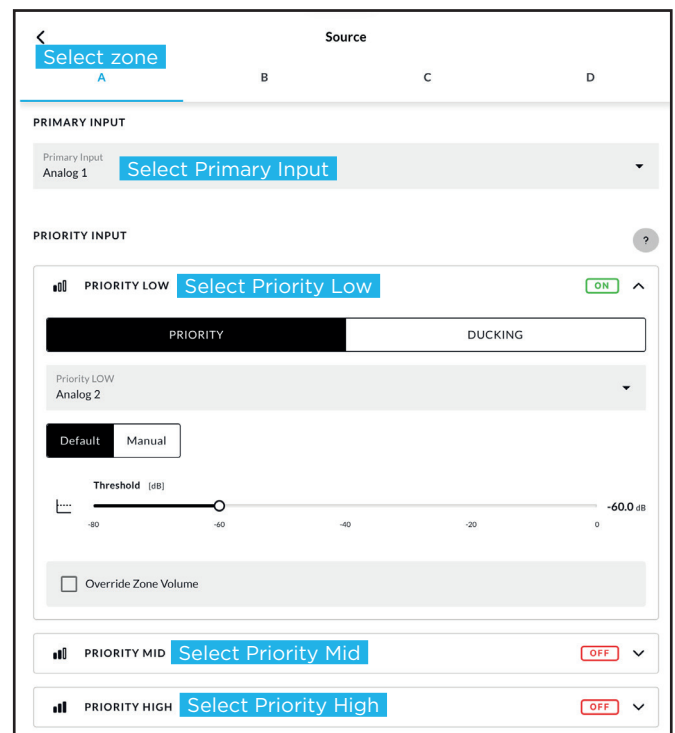 Source
Select zone
A B C D
PRIMARY INPUT
Primary Input
Analog 1 Select Primary Input
PRIORITY INPUT ?
PRIORITY LOW Select Priority Low ON
PRIORITY DUCKING
Priority LOW
Analog 2
Default Manual
Threshold [dB]
-60.0 dB
-80 -60 -40 -20 0
Override Zone Volume
PRIORITY MID Select Priority Mid OFF
PRIORITY HIGH Select Priority High OFF